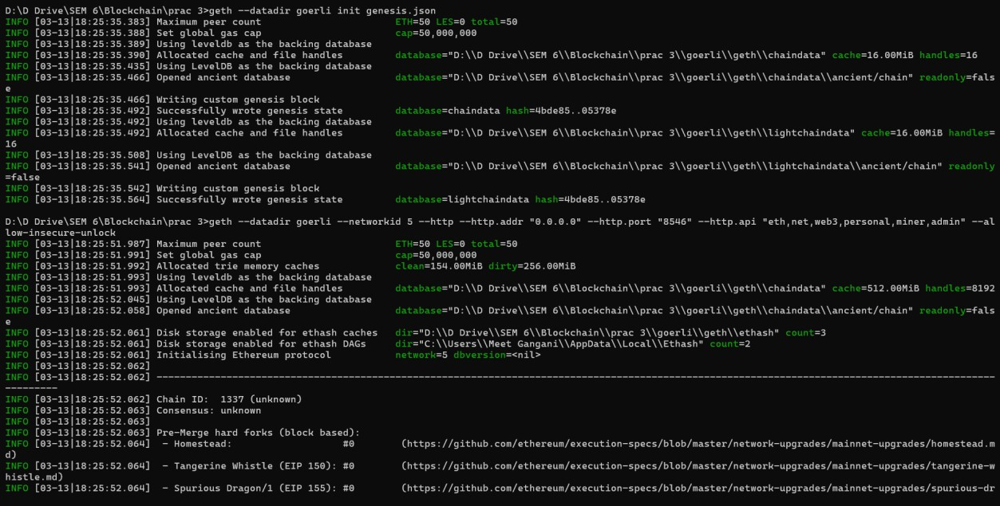 D:\D Drive\SEM 6\Blockchain\prac 3>geth --datadir goerli init genesis.json
INFO [03-13|18:25:35.383] Maximum peer count                       ETH=50 LES=0 total=50
INFO [03-13|18:25:35.388] Set global gas cap                       cap=50,000,000
INFO [03-13|18:25:35.389] Using leveldb as the backing database
INFO [03-13|18:25:35.390] Allocated cache and file handles         database="D:\\D Drive\\SEM 6\\Blockchain\\prac 3\\goerli\\geth\\chaindata" cache=16.00MiB handles=16
INFO [03-13|18:25:35.435] Using LevelDB as the backing database
INFO [03-13|18:25:35.466] Opened ancient database                  database="D:\\D Drive\\SEM 6\\Blockchain\\prac 3\\goerli\\geth\\chaindata\\ancient/chain" readonly=fals
e
INFO [03-13|18:25:35.466] Writing custom genesis block
INFO [03-13|18:25:35.492] Successfully wrote genesis state         database=chaindata hash=4bde85..05378e
INFO [03-13|18:25:35.492] Using leveldb as the backing database
INFO [03-13|18:25:35.492] Allocated cache and file handles         database="D:\\D Drive\\SEM 6\\Blockchain\\prac 3\\goerli\\geth\\lightchaindata" cache=16.00MiB handles=
16
INFO [03-13|18:25:35.508] Using LevelDB as the backing database
INFO [03-13|18:25:35.541] Opened ancient database                  database="D:\\D Drive\\SEM 6\\Blockchain\\prac 3\\goerli\\geth\\lightchaindata\\ancient/chain" readonly
=false
INFO [03-13|18:25:35.542] Writing custom genesis block
INFO [03-13|18:25:35.564] Successfully wrote genesis state         database=lightchaindata hash=4bde85..05378e
D:\D Drive\SEM 6\Blockchain\prac 3>geth --datadir goerli --networkid 5 --http --http.addr "0.0.0.0" --http.port "8546" --http.api "eth,net,web3,personal,miner,admin" --al
low-insecure-unlock
INFO [03-13|18:25:51.987] Maximum peer count                       ETH=50 LES=0 total=50
INFO [03-13|18:25:51.991] Set global gas cap                       cap=50,000,000
INFO [03-13|18:25:51.992] Allocated trie memory caches             clean=154.00MiB dirty=256.00MiB
INFO [03-13|18:25:51.993] Using leveldb as the backing database
INFO [03-13|18:25:51.993] Allocated cache and file handles         database="D:\\D Drive\\SEM 6\\Blockchain\\prac 3\\goerli\\geth\\chaindata" cache=512.00MiB handles=8192
INFO [03-13|18:25:52.045] Using LevelDB as the backing database
INFO [03-13|18:25:52.058] Opened ancient database                  database="D:\\D Drive\\SEM 6\\Blockchain\\prac 3\\goerli\\geth\\chaindata\\ancient/chain" readonly=fals
e
INFO [03-13|18:25:52.061] Disk storage enabled for ethash caches   dir="D:\\D Drive\\SEM 6\\Blockchain\\prac 3\\goerli\\geth\\ethash" count=3
INFO [03-13|18:25:52.061] Disk storage enabled for ethash DAGs     dir="C:\\Users\\Meet Gangani\\AppData\\Local\\Ethash" count=2
INFO [03-13|18:25:52.061] Initialising Ethereum protocol           network=5 dbversion=<nil>
INFO [03-13|18:25:52.062]
INFO [03-13|18:25:52.062] ------------------------------------------------------------------------------------------------------------------------------------------------
---------
INFO [03-13|18:25:52.062] Chain ID:  1337 (unknown)
INFO [03-13|18:25:52.063] Consensus: unknown
INFO [03-13|18:25:52.063]
INFO [03-13|18:25:52.063] Pre-Merge hard forks (block based):
INFO [03-13|18:25:52.064]  - Homestead:                   #0        (https://github.com/ethereum/execution-specs/blob/master/network-upgrades/mainnet-upgrades/homestead.m
d)
INFO [03-13|18:25:52.064]  - Tangerine Whistle (EIP 150): #0        (https://github.com/ethereum/execution-specs/blob/master/network-upgrades/mainnet-upgrades/tangerine-w
histle.md)
INFO [03-13|18:25:52.064]  - Spurious Dragon/1 (EIP 155): #0        (https://github.com/ethereum/execution-specs/blob/master/network-upgrades/mainnet-upgrades/spurious-dr